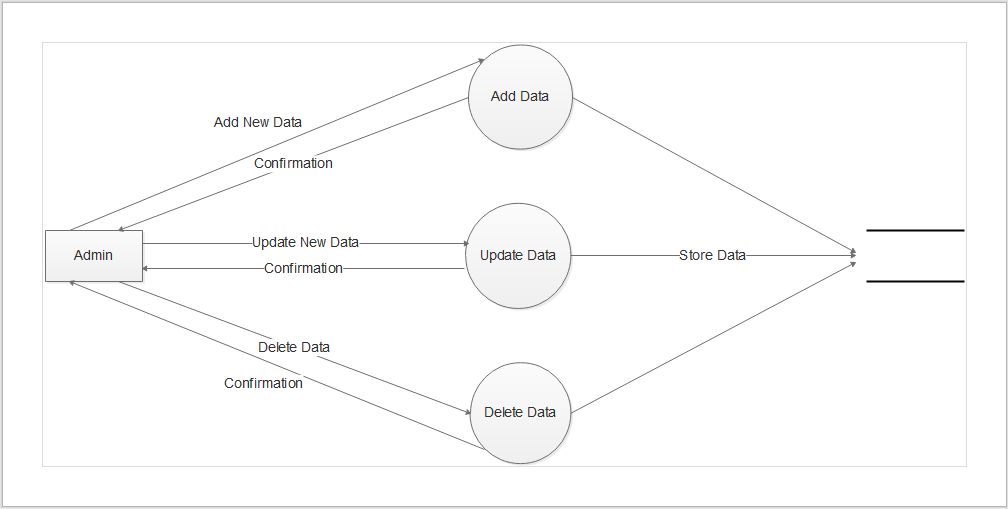 Add Data
Add New Data
Confirmation
Update New Data
Admin
Update Data
Store Data
Confirmation
Delete Data
Confirmation
Delete Data